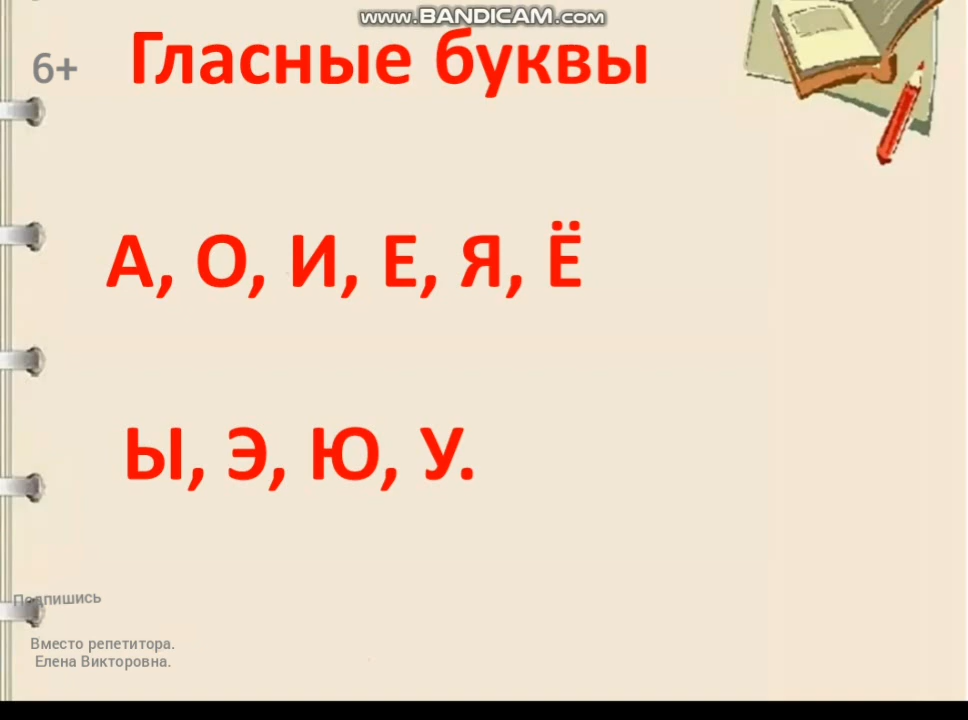 www.BANDICAM.com
6+ Гласные буквы
А, О, И, Е, Я, Ё
Ы, Э, Ю, У.
Подпишись
Вместо репетитора.
Елена Викторовна.